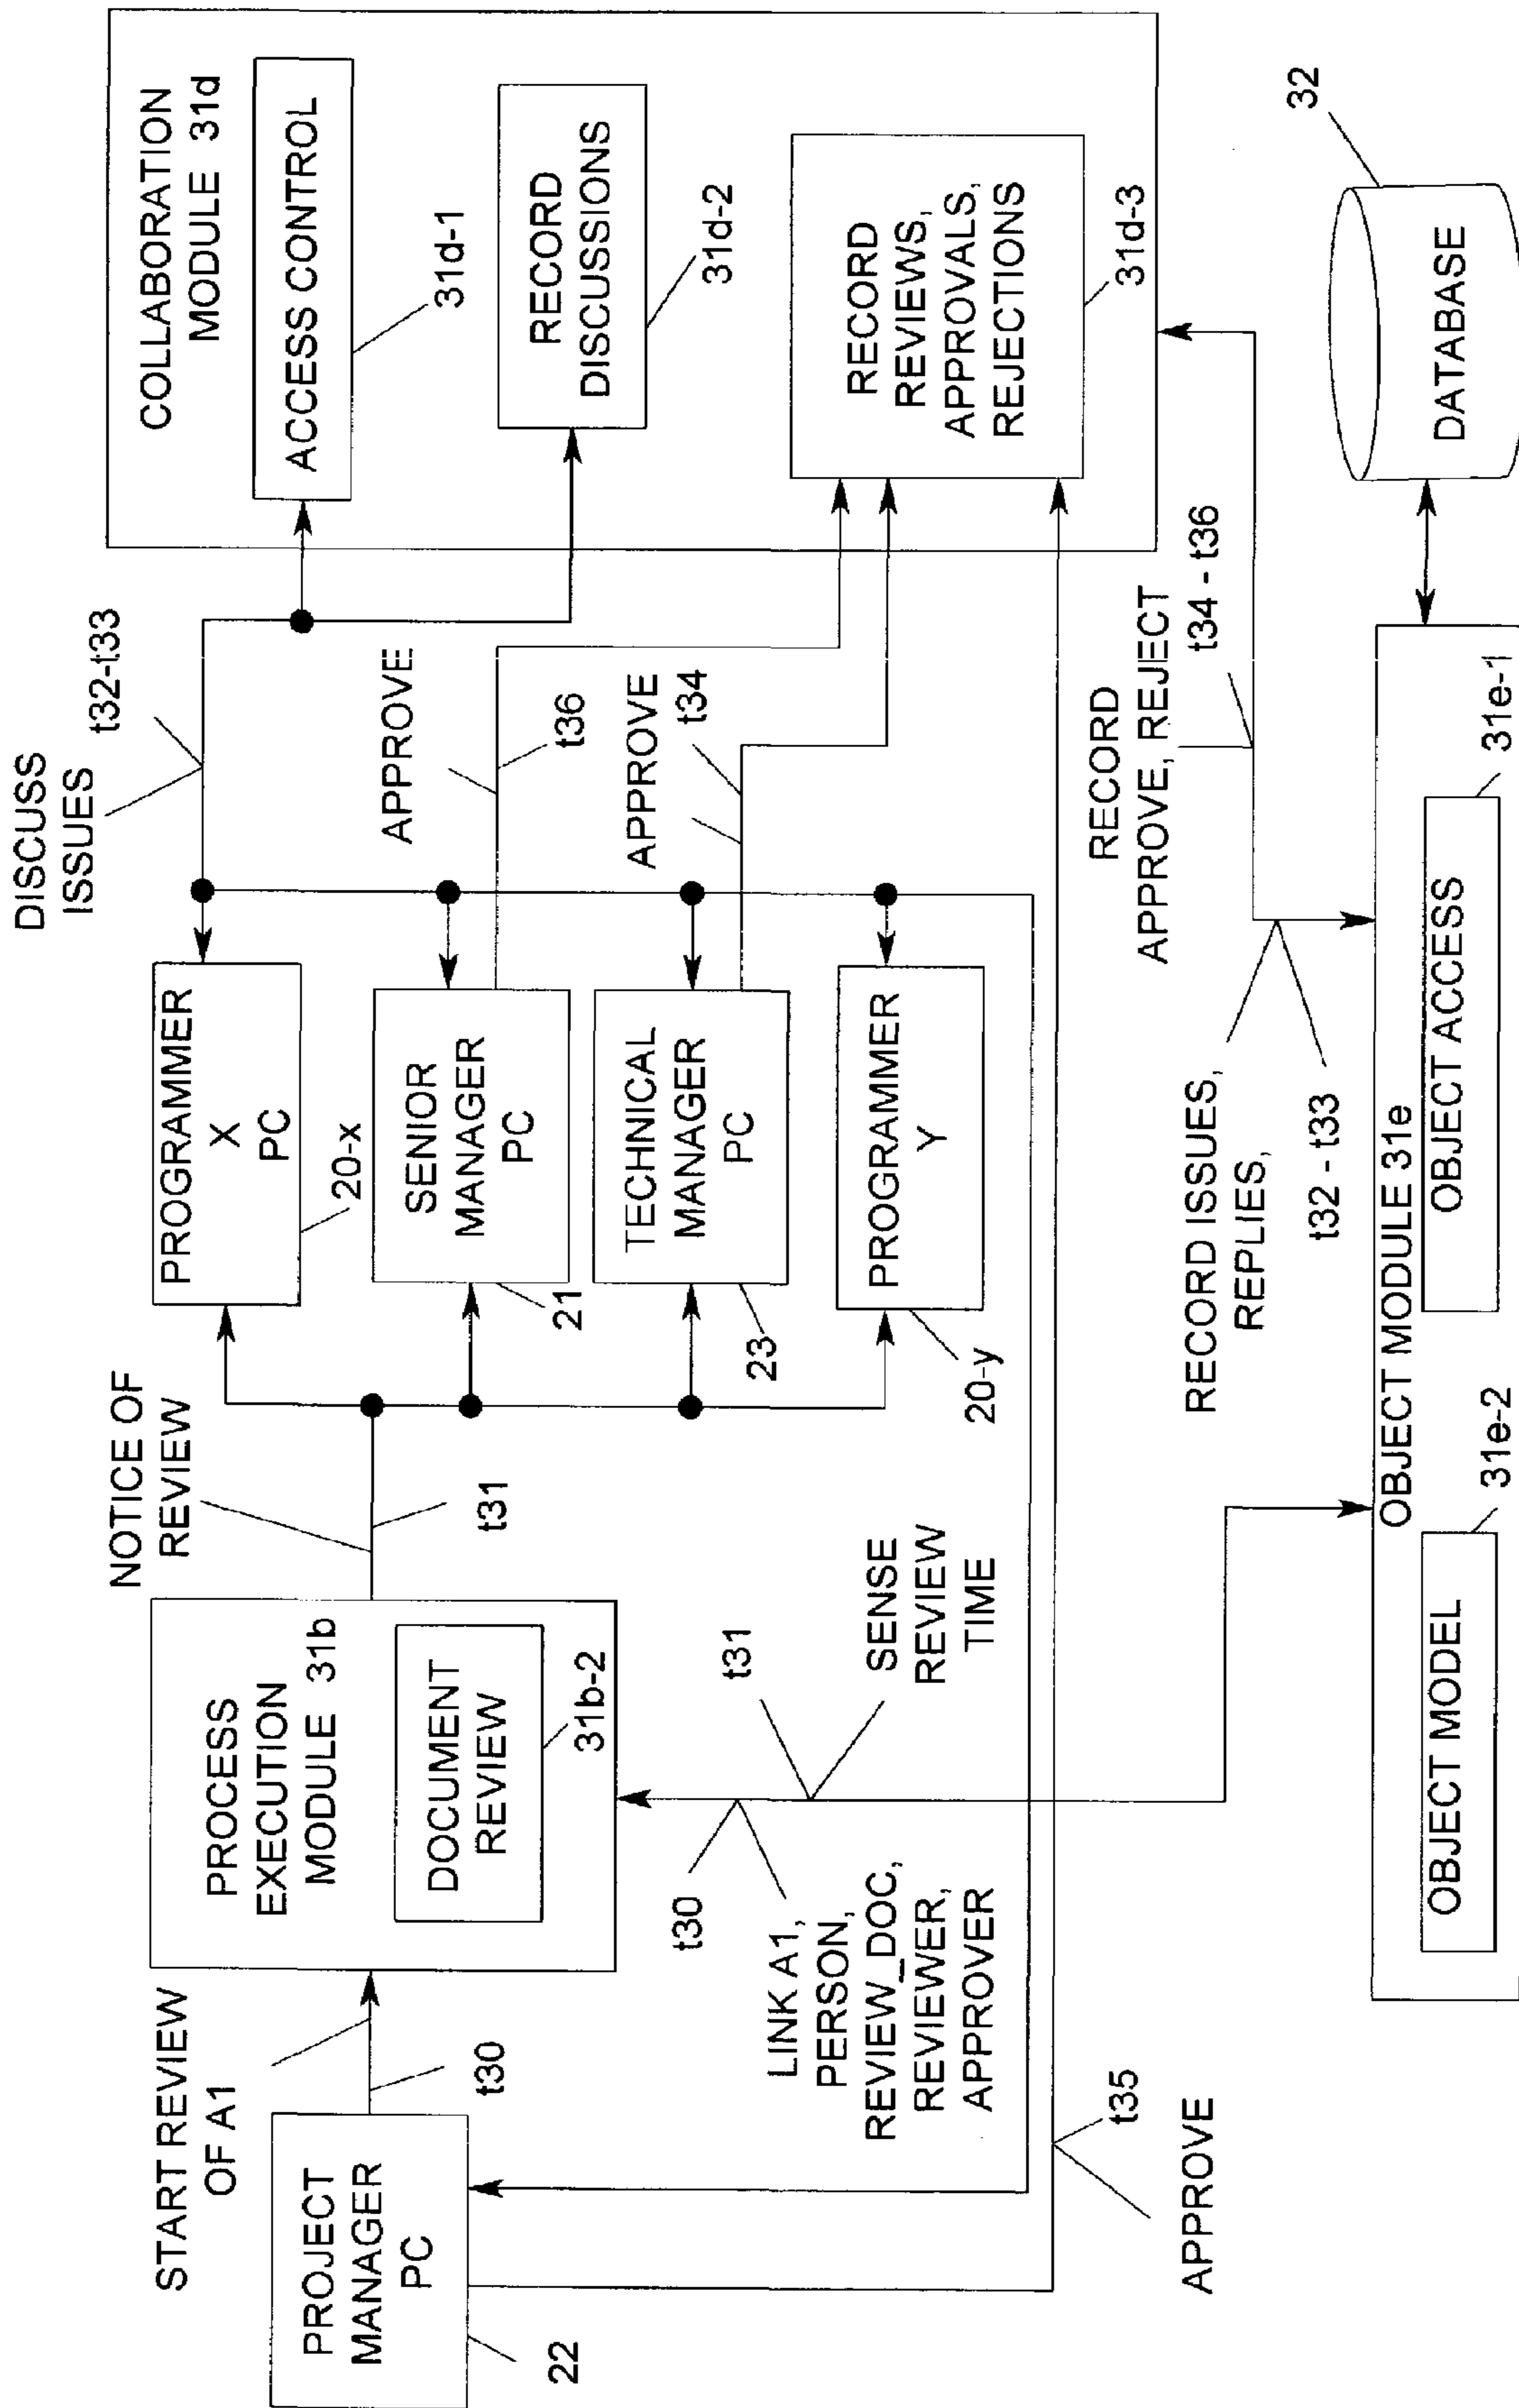 START REVIEW
OF A1
t30
PROJECT
MANAGER
PC
22
PROCESS
EXECUTION
MODULE 31b
DOCUMENT
REVIEW
31b-2
NOTICE OF
REVIEW
t31
t30
LINK A1,
PERSON,
REVIEW_DOC,
REVIEWER,
APPROVER
t31
SENSE
REVIEW
TIME
t35
APPROVE
PROGRAMMER
X
PC
20-x
SENIOR
MANAGER
PC
21
TECHNICAL
MANAGER
PC
23
PROGRAMMER
Y
20-y
DISCUSS
ISSUES
t32-t33
APPROVE
t36
APPROVE
t34
COLLABORATION
MODULE 31d
ACCESS CONTROL
31d-1
RECORD
DISCUSSIONS
31d-2
RECORD
REVIEWS,
APPROVALS,
REJECTIONS
31d-3
RECORD
APPROVE, REJECT
t34 - t36
RECORD ISSUES,
REPLIES,
t32 - t33
OBJECT MODULE 31e
OBJECT MODEL
31e-2
OBJECT ACCESS
31e-1
DATABASE
32